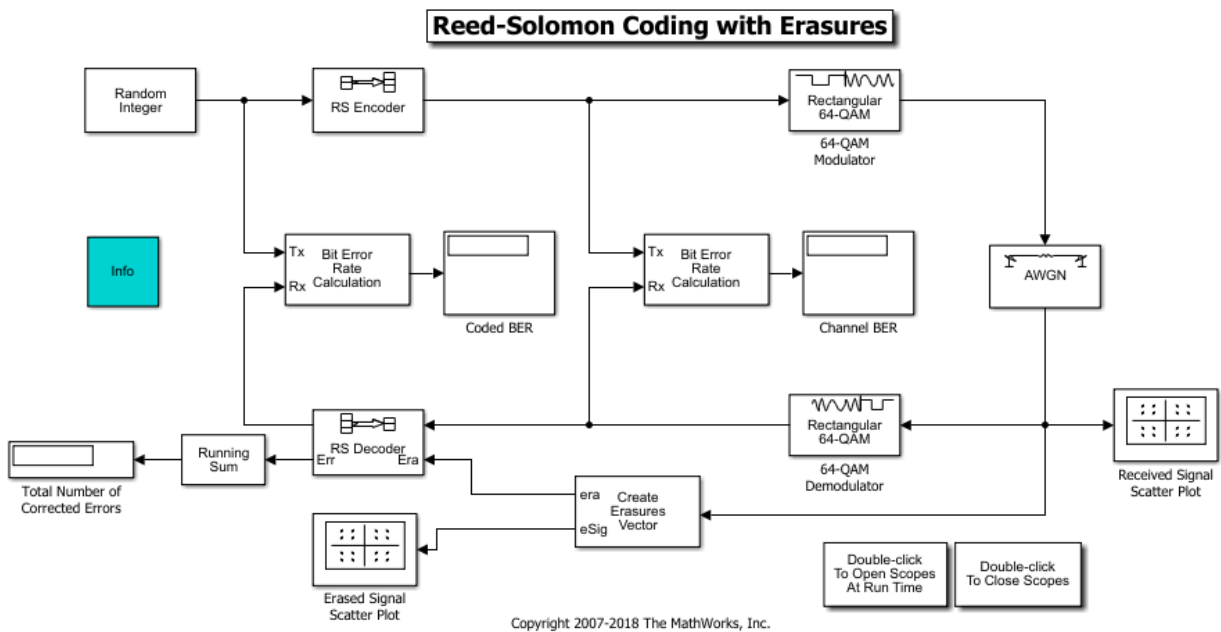 Reed-Solomon Coding with Erasures
Random
Integer
RS Encoder
Rectangular
64-QAM
64-QAM
Modulator
Info
Tx
Rx
Bit Error
Rate
Calculation
Coded BER
Tx
Rx
Bit Error
Rate
Calculation
Channel BER
AWGN
Total Number of
Corrected Errors
Running
Sum
RS Decoder
Err
Era
Rectangular
64-QAM
64-QAM
Demodulator
Received Signal
Scatter Plot
era
eSig
Create
Erasures
Vector
Erased Signal
Scatter Plot
Double-click
To Open Scopes
At Run Time
Double-click
To Close Scopes
Copyright 2007-2018 The MathWorks, Inc.